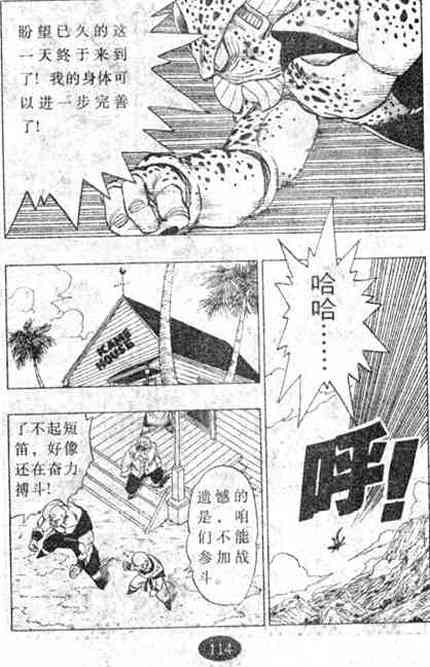 盼望已久的这
一天终于来到
了! 我的身体可
以进一步完善
了!
KAME
HOUSE
哈
哈
……
呼!
了不起短
笛,好像
还在奋力
搏斗!
遗憾的
是,咱
们不能
参加战
斗。
114